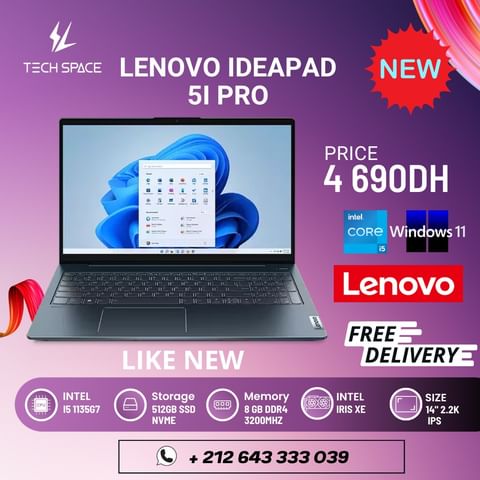 TECH SPACE
LENOVO IDEAPAD
5I PRO
NEW
PRICE
4 690DH
intel
CORE
i5
Windows 11
Lenovo
FREE
DELIVERY
LIKE NEW
INTEL
I5 1135G7
Storage
512GB SSD
NVME
Memory
8 GB DDR4
3200MHZ
INTEL
IRIS XE
SIZE
14" 2.2K
IPS
+ 212 643 333 039